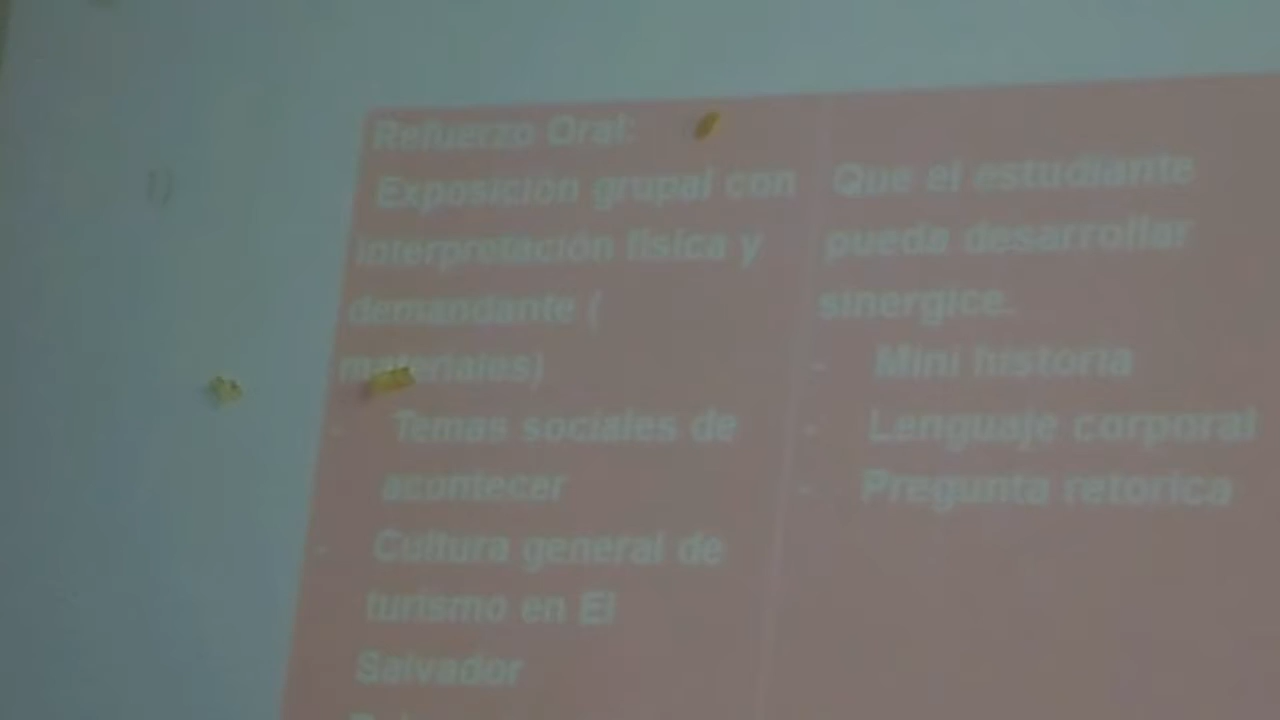 Refuerzo Oral:
Exposición grupal con
interpretación fisica y
demandante (
materiales)
- Temas sociales de
acontecer
- Cultura general de
turismo en El
Salvador
Que el estudiante
pueda desarrollar
sinergice.
- Mini historia
- Lenguaje corporal
- Pregunta retorica